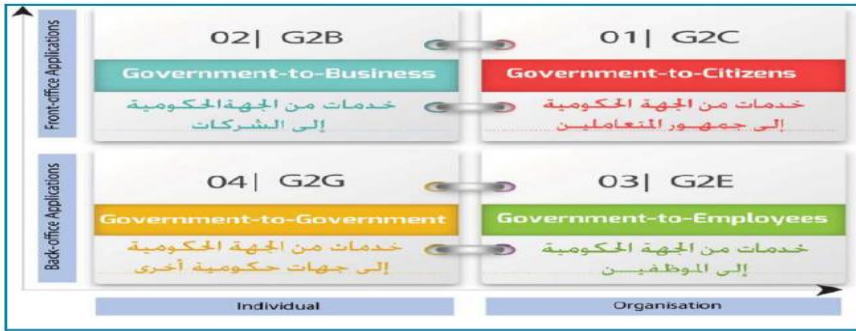 Front-office Applications
02| G2B
Government-to-Business
خدمات من الجهة الحكومية
إلى الشركات
01| G2C
Government-to-Citizens
خدمات من الجهة الحكومية
إلى جمهور المتعاملين
Back-office Applications
04| G2G
Government-to-Government
خدمات من الجهة الحكومية
إلى جهات حكومية أخرى
03| G2E
Government-to-Employees
خدمات من الجهة الحكومية
إلى الموظفين
Individual
Organisation